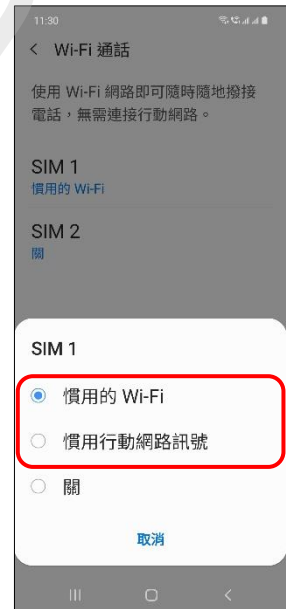 11:30
Wi-Fi 通話
使用 Wi-Fi 網路即可隨時隨地撥接
電話，無需連接行動網路。
SIM 1
慣用的 Wi-Fi
SIM 2
關
SIM 1
慣用的 Wi-Fi
慣用行動網路訊號
關
取消